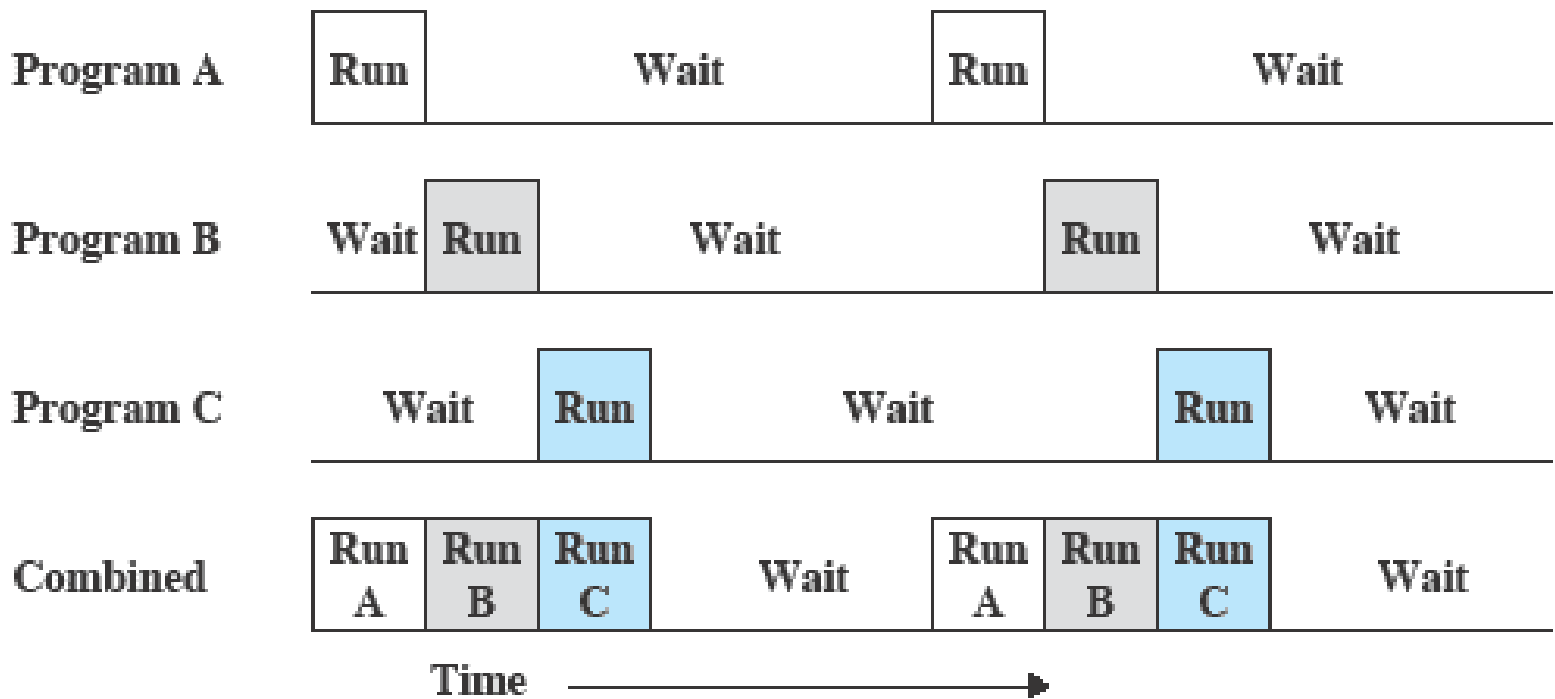 Program A Run Wait Run Wait
Program B Wait Run Wait Run Wait
Program C Wait Run Wait Run Wait
Combined Run A Run B Run C Wait Run A Run B Run C Wait
Time